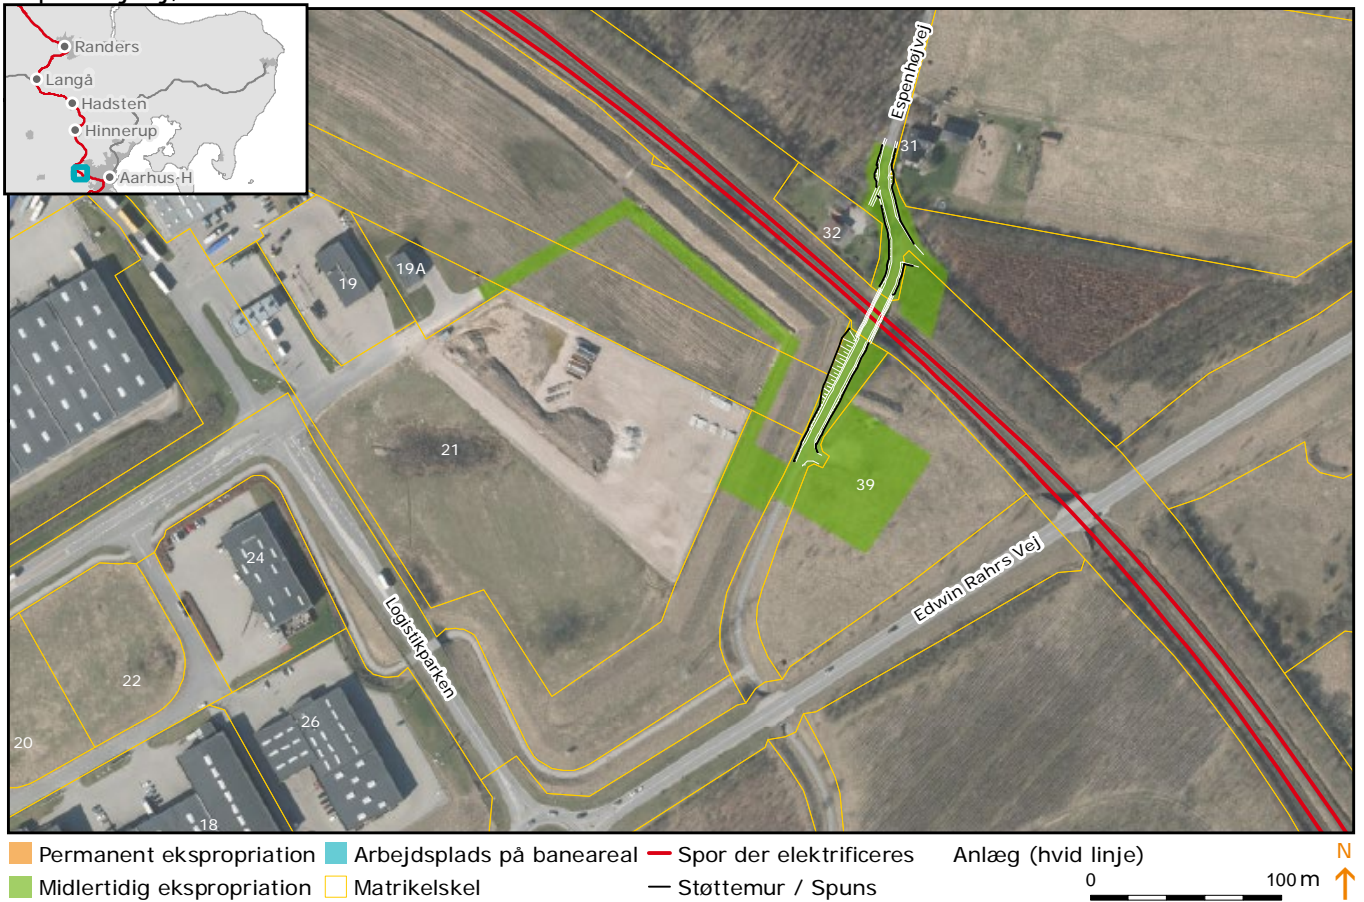 Randers
Langå
Hadsten
Hinnerup
Aarhus-H
Espenhøjvej
31
32
19A
19
21
39
24
Edwin Rahrs Vej
Logistikparken
22
26
20
18
Permanent ekspropriation
Arbejdsplads på baneareal
Spor der elektrificeres
Anlæg (hvid linje)
N
Midlertidig ekspropriation
Matrikelskel
Støttemur / Spuns
0 100 m